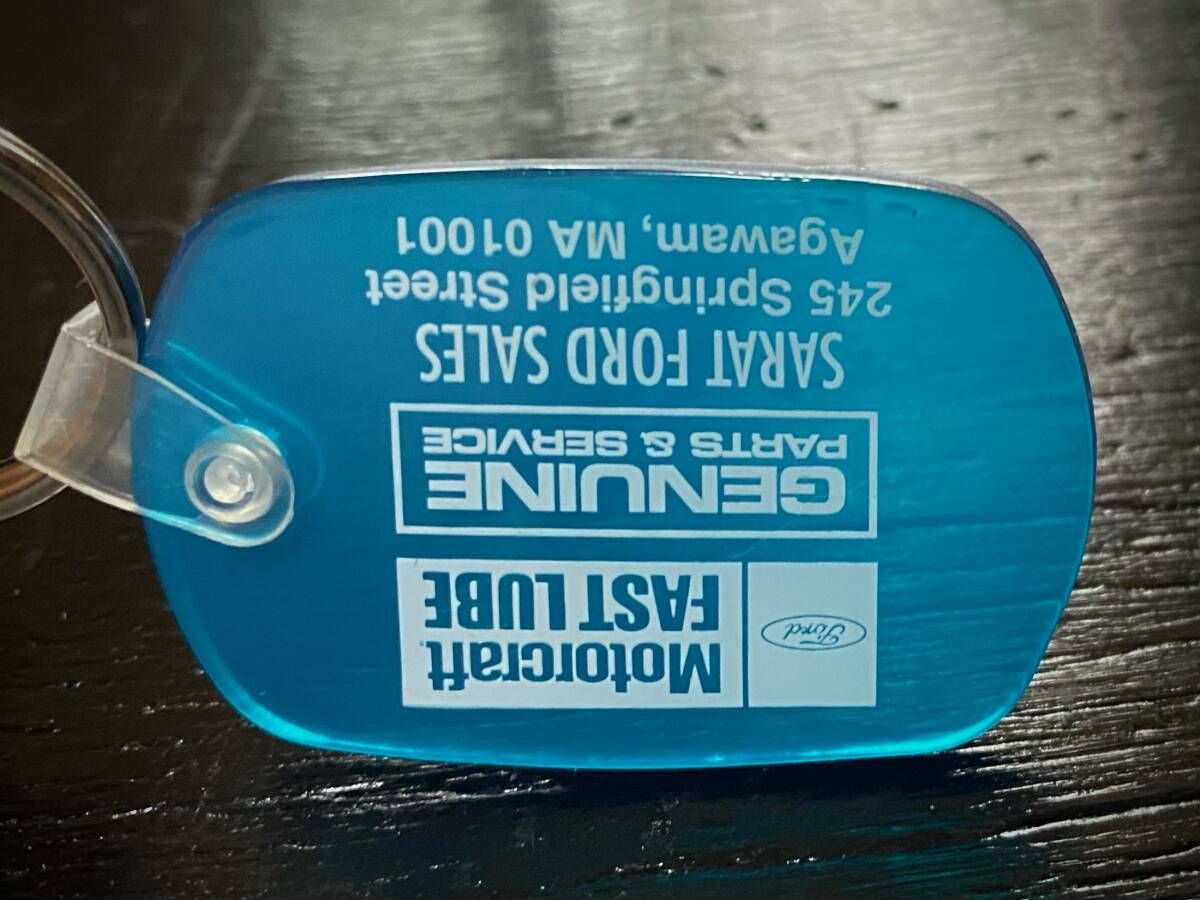 Ford
Motorcraft
FAST LUBE
GENUINE
PARTS & SERVICE
SARAT FORD SALES
245 Springfield Street
Agawam, MA 01001